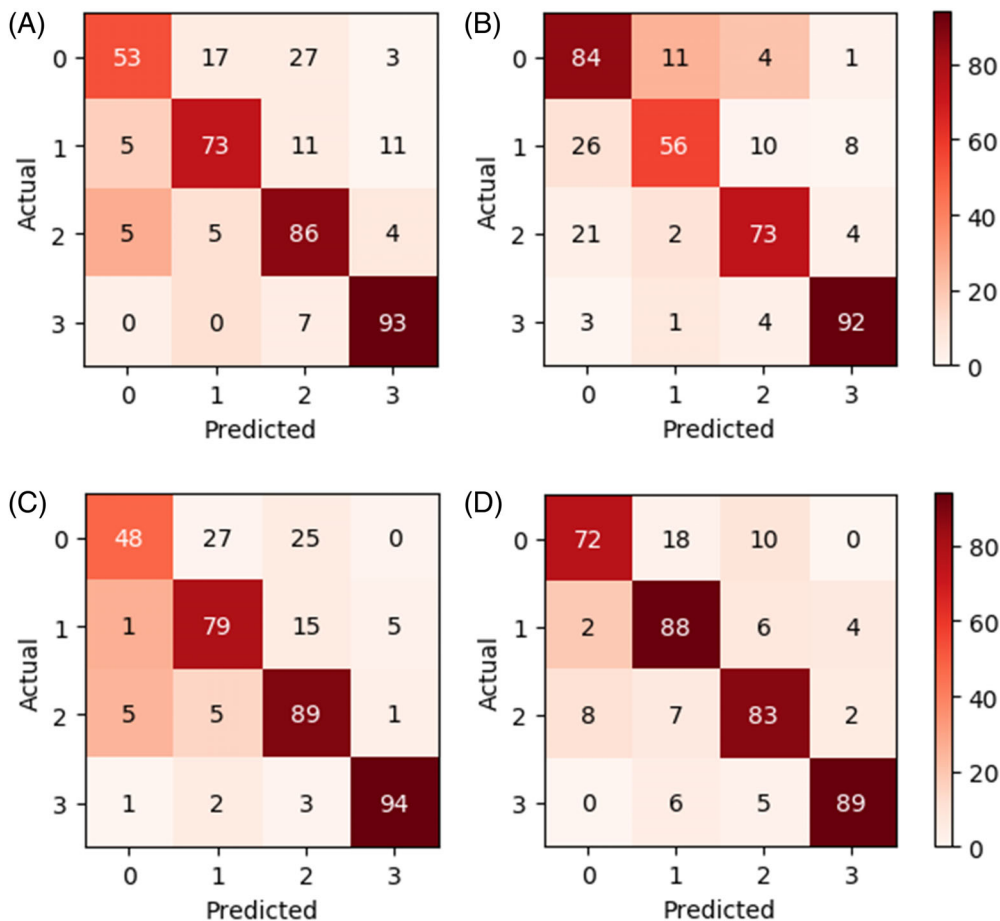 (A)
0 53 17 27 3
1 5 73 11 11
2 5 5 86 4
3 0 0 7 93
0 1 2 3
Predicted
Actual
(B)
0 84 11 4 1
1 26 56 10 8
2 21 2 73 4
3 3 1 4 92
0 1 2 3
Predicted
Actual
80
60
40
20
0
(C)
0 48 27 25 0
1 1 79 15 5
2 5 5 89 1
3 1 2 3 94
0 1 2 3
Predicted
Actual
(D)
0 72 18 10 0
1 2 88 6 4
2 8 7 83 2
3 0 6 5 89
0 1 2 3
Predicted
Actual
80
60
40
20
0